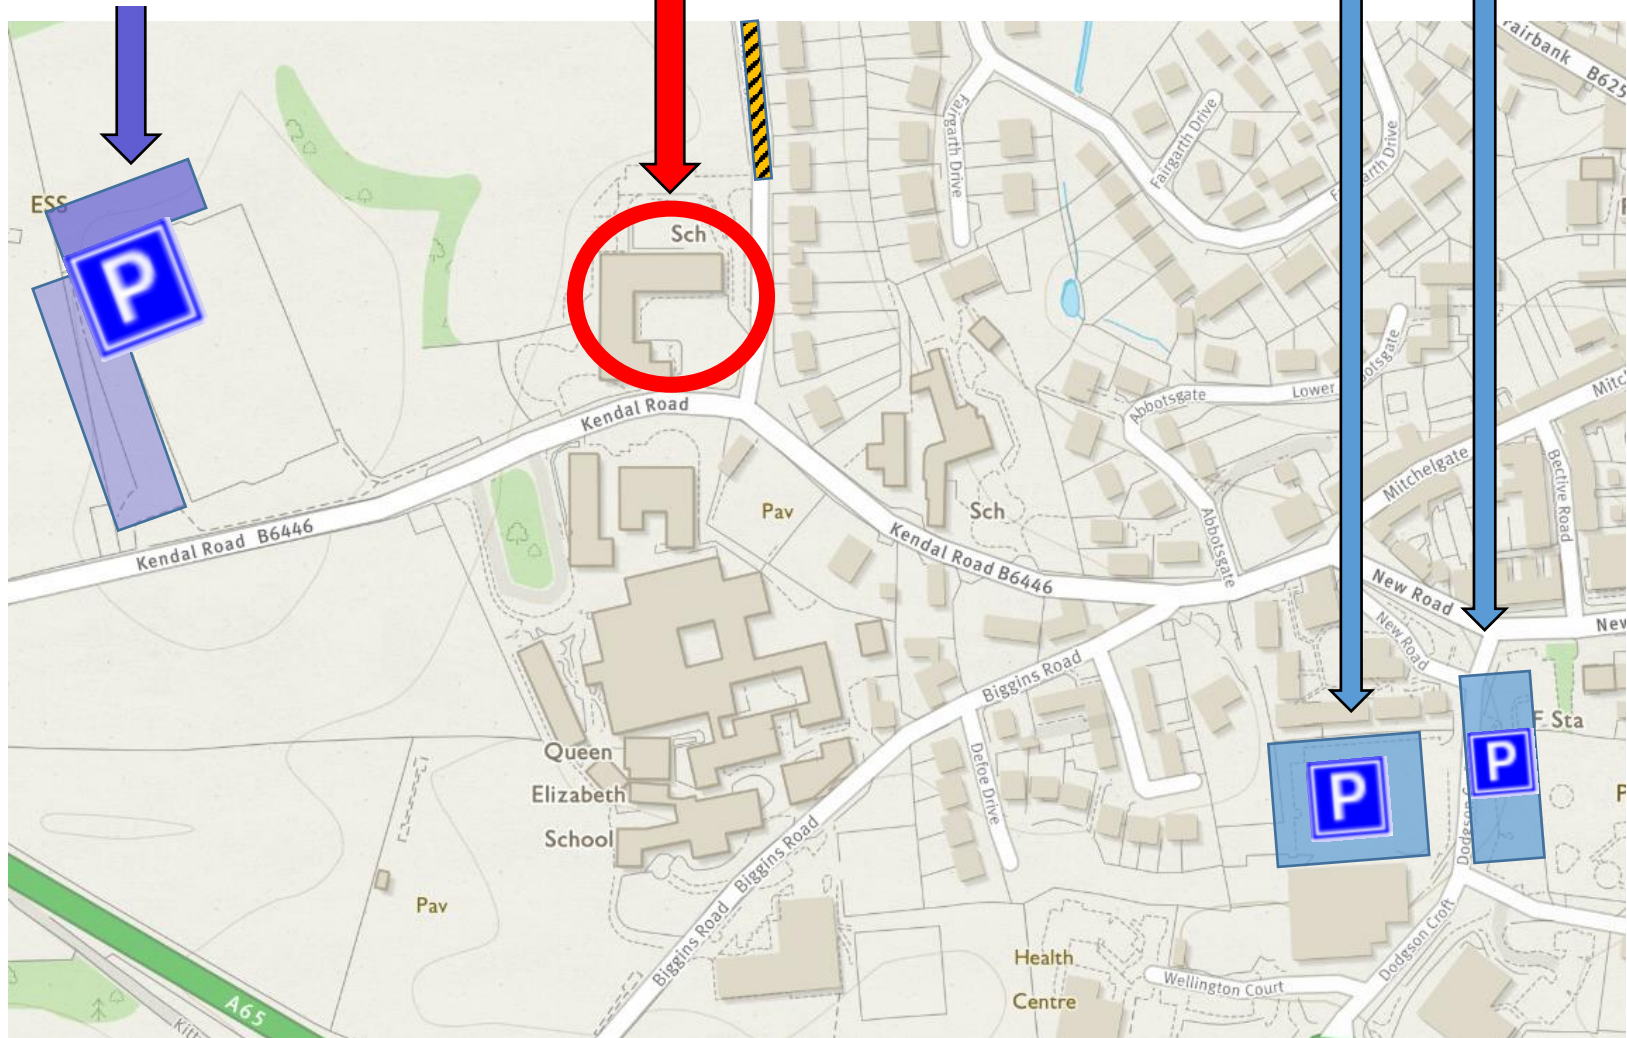 Fairbank B625
Fairgarth Drive
Fairgarth Drive
ESS
Sch
Kendal Road
Abbotsgate
Lower
botsgate
Mitc
Mitchelgate
Bective Road
Pav
Sch
Abbotsgate
Kendal Road B6446
Kendal Road B6446
New Road
New
New Road
Biggins Road
Queen
Elizabeth
School
Defoe Drive
F Sta
P
P
P
P
Biggins Road
Pav
Biggins Road
Health
Centre
Wellington Court
Dodgson Croft
A65